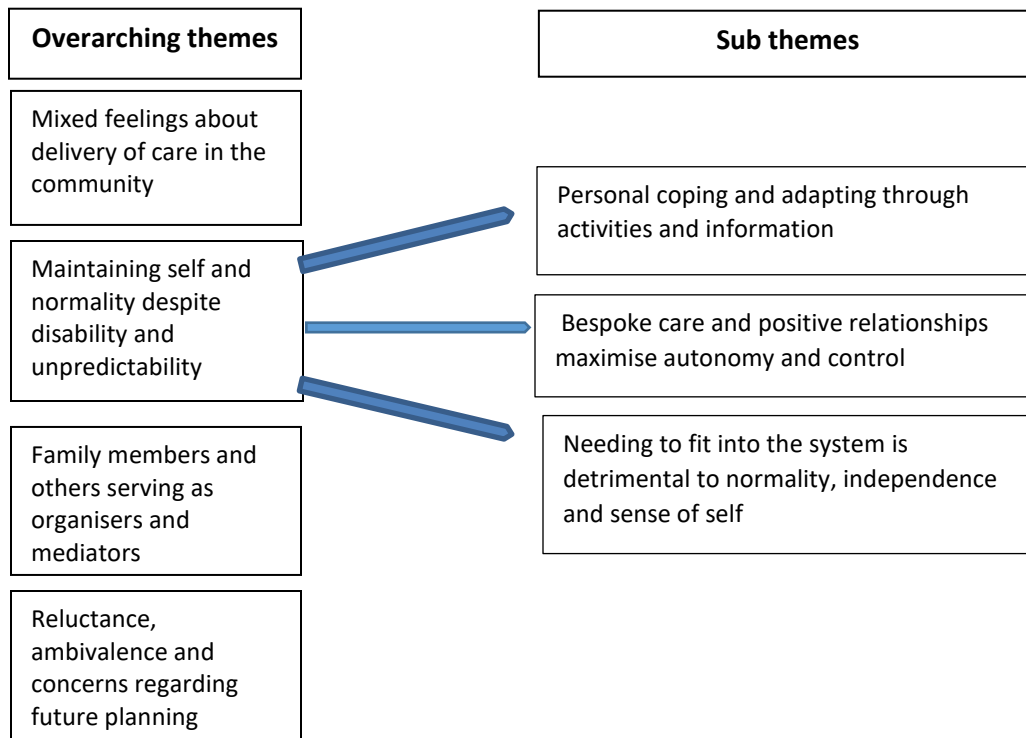 Overarching themes
Sub themes
Mixed feelings about
delivery of care in the
community
Maintaining self and
normality despite
disability and
unpredictability
Family members and
others serving as
organisers and
mediators
Reluctance,
ambivalence and
concerns regarding
future planning
Personal coping and adapting through
activities and information
Bespoke care and positive relationships
maximise autonomy and control
Needing to fit into the system is
detrimental to normality, independence
and sense of self